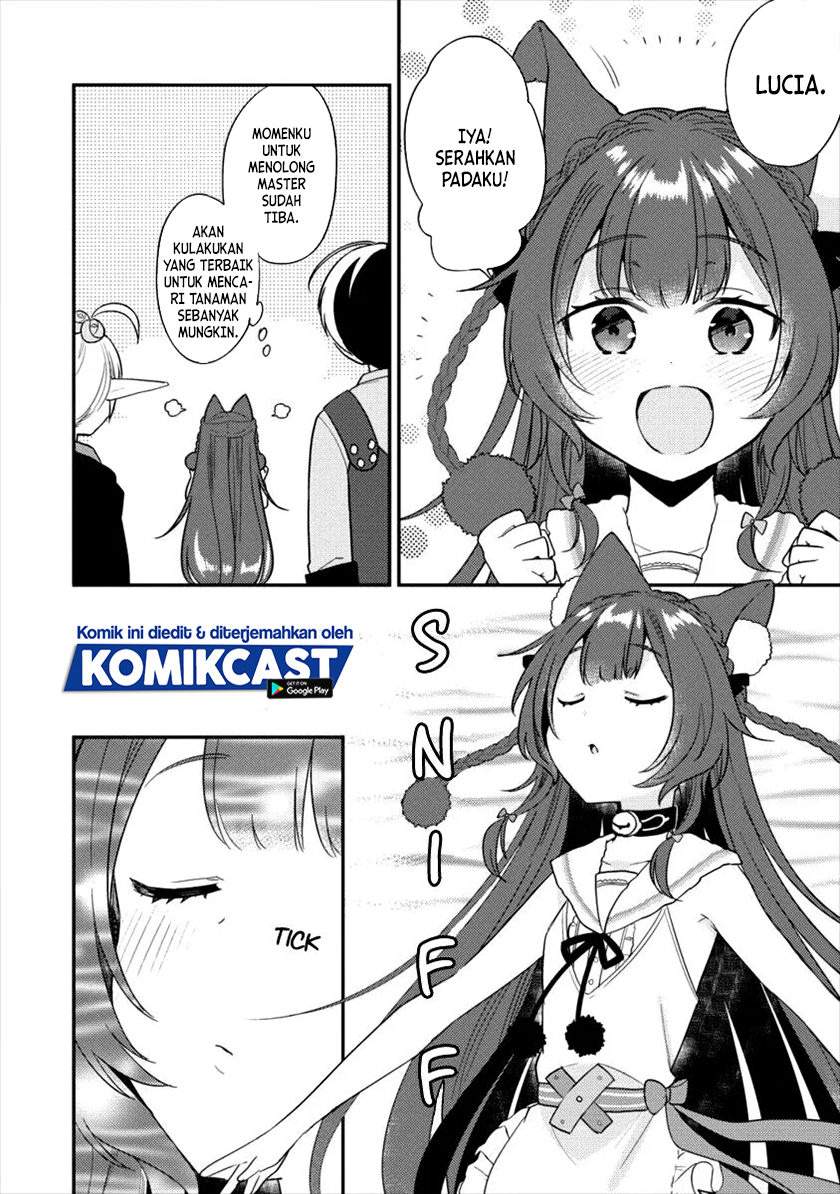 LUCIA.
IYA!
SERAHKAN
PADAKU!
MOMENKU
UNTUK
MENOLONG
MASTER
SUDAH
TIBA.
AKAN
KULAKUKAN
YANG TERBAIK
UNTUK MENCA-
RI TANAMAN
SEBANYAK
MUNGKIN.
Komik ini diedit & diterjemahkan oleh
KOMIKCAST
GET IT ON
Google Play
SNIFF
TICK